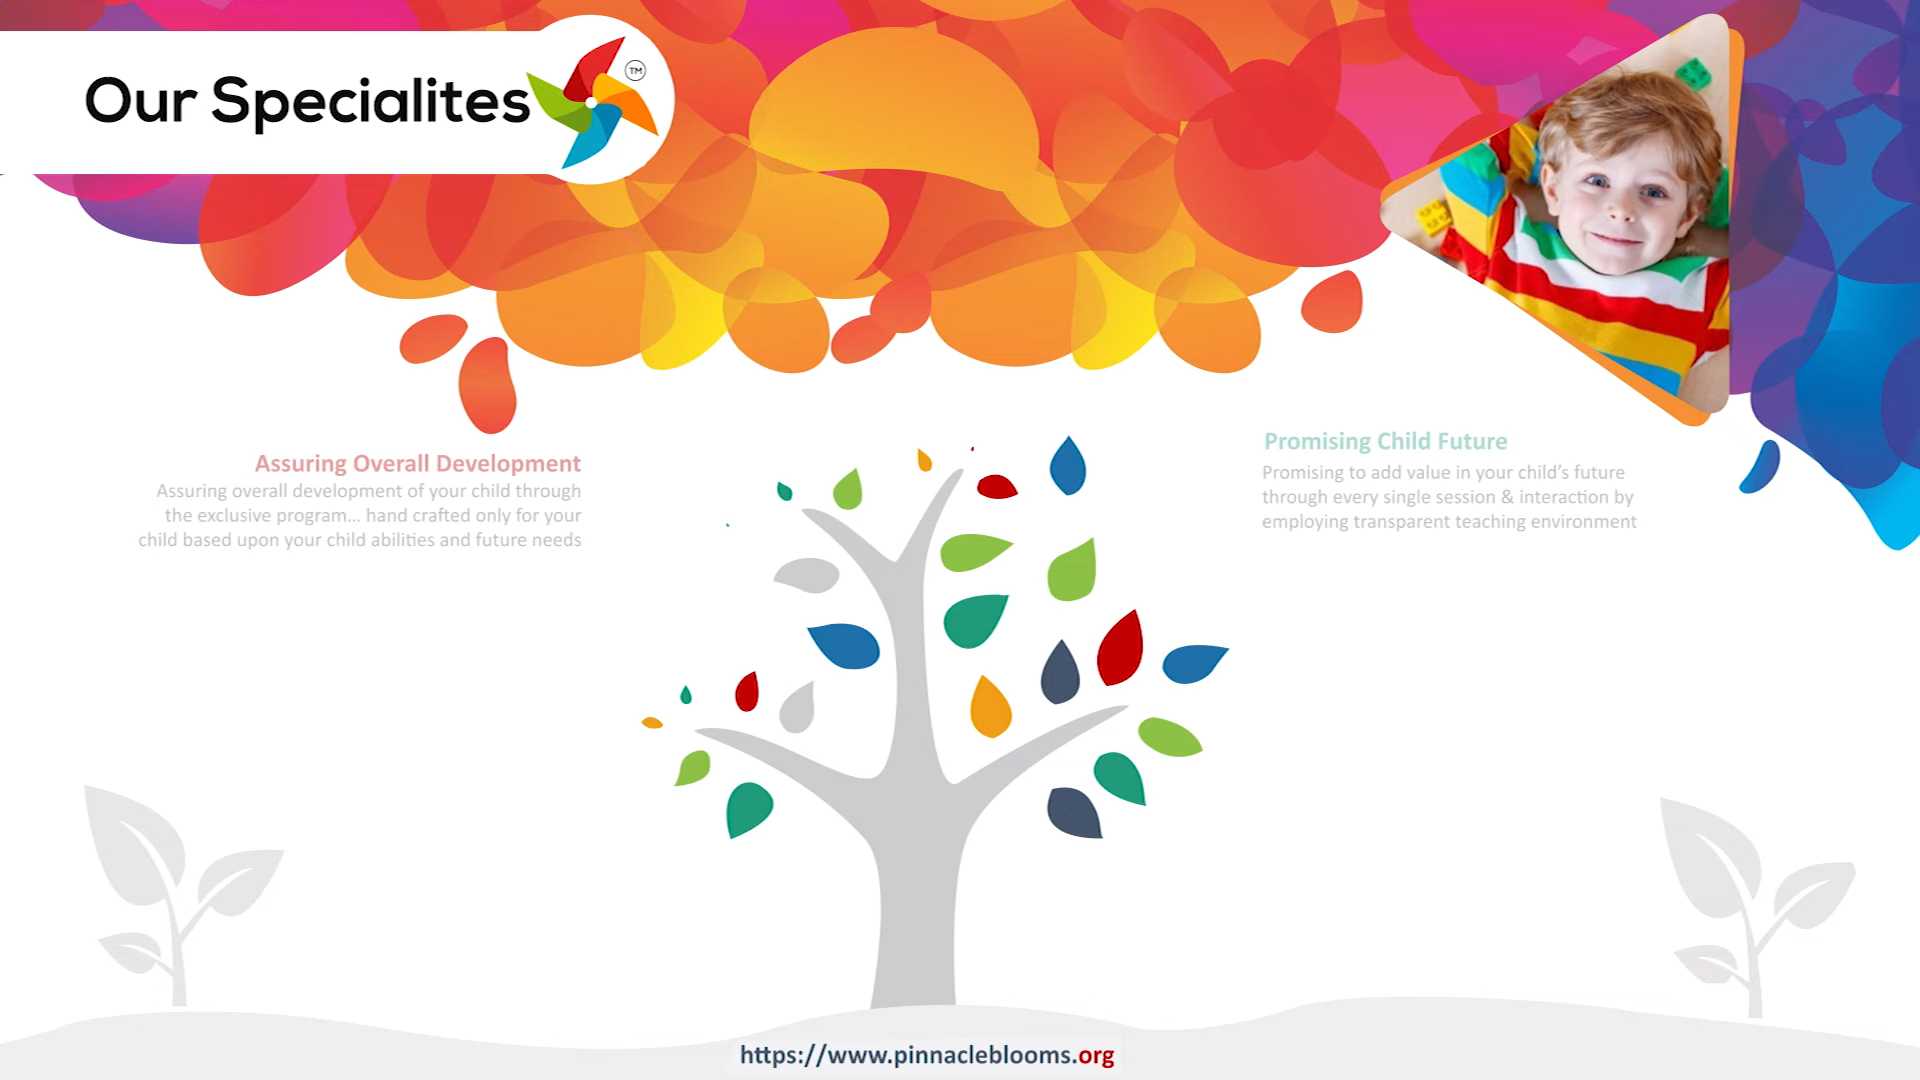 Our Specialites
TM
Assuring Overall Development
Assuring overall development of your child through
the exclusive program... hand crafted only for your
child based upon your child abilities and future needs
Promising Child Future
Promising to add value in your child’s future
through every single session & interaction by
employing transparent teaching environment
https://www.pinnacleblooms.org